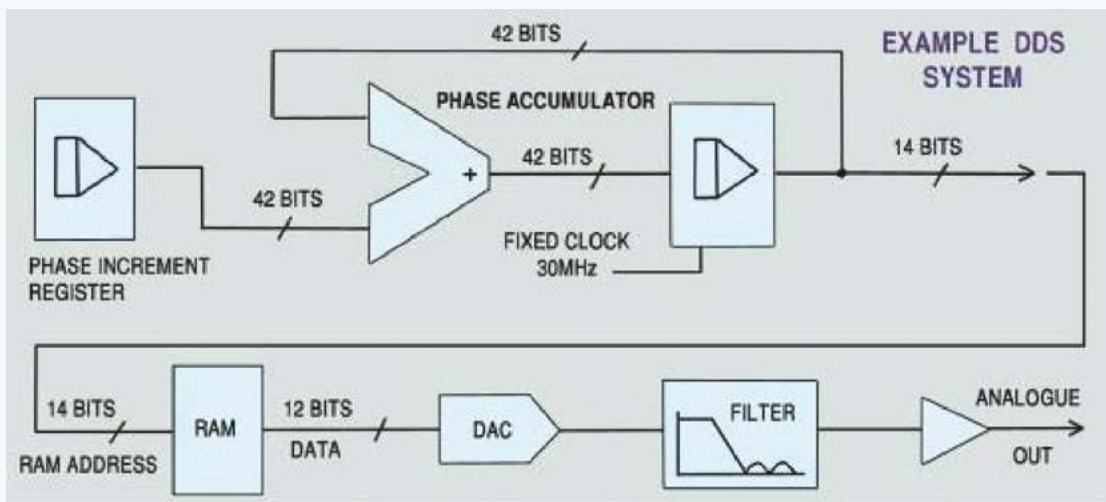 42 BITS
EXAMPLE DDS
SYSTEM
PHASE ACCUMULATOR
42 BITS
14 BITS
+
42 BITS
FIXED CLOCK
30MHz
PHASE INCREMENT
REGISTER
14 BITS
RAM ADDRESS
RAM
12 BITS
DATA
DAC
FILTER
ANALOGUE
OUT